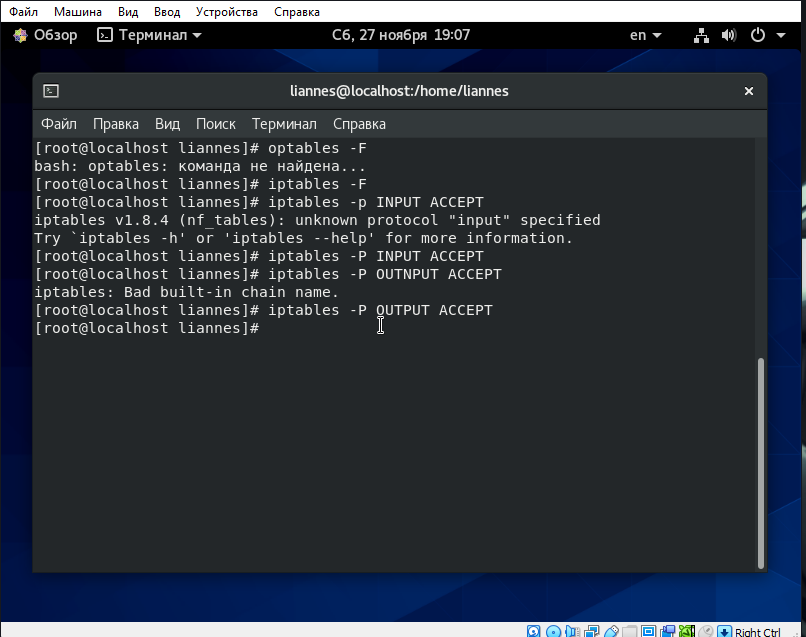 Файл Машина Вид Ввод Устройства Справка
Обзор Терминал Сб, 27 ноября 19:07 en
liannes@localhost:/home/liannes
Файл Правка Вид Поиск Терминал Справка
[root@localhost liannes]# optables -F
bash: optables: команда не найдена...
[root@localhost liannes]# iptables -F
[root@localhost liannes]# iptables -p INPUT ACCEPT
iptables v1.8.4 (nf_tables): unknown protocol "input" specified
Try `iptables -h' or 'iptables --help' for more information.
[root@localhost liannes]# iptables -P INPUT ACCEPT
[root@localhost liannes]# iptables -P OUTNPUT ACCEPT
iptables: Bad built-in chain name.
[root@localhost liannes]# iptables -P OUTPUT ACCEPT
[root@localhost liannes]#
Right Ctrl